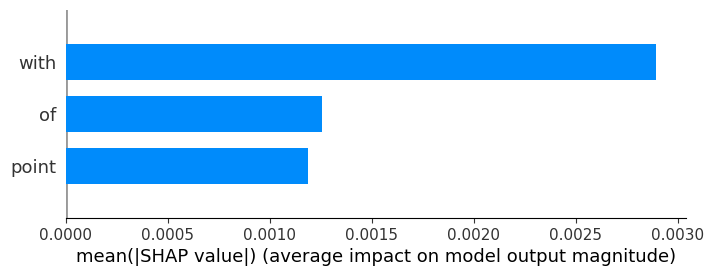 with
of
point
0.0000 0.0005 0.0010 0.0015 0.0020 0.0025 0.0030
mean(|SHAP value|) (average impact on model output magnitude)